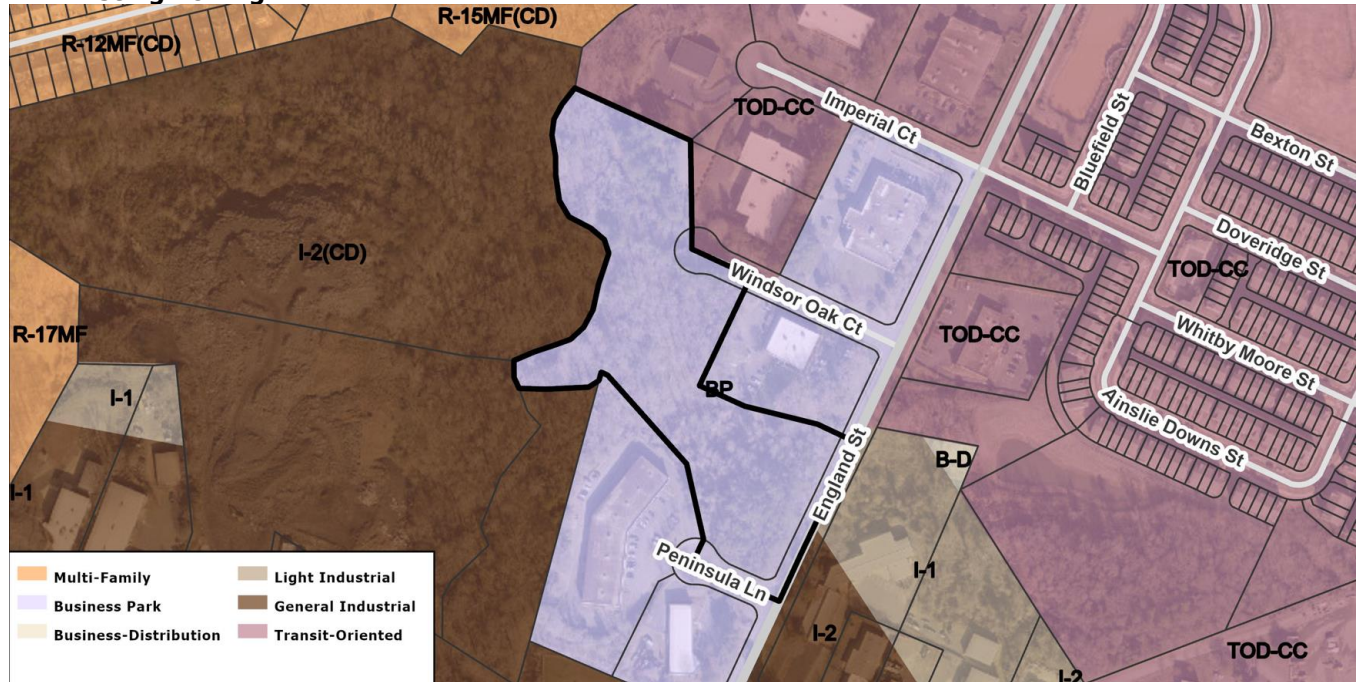 R-15MF(CD)
R-12MF(CD)
TOD-CC
Imperial Ct
Bluefield St
Bexton St
Doveridge St
TOD-CC
I-2(CD)
Windsor Oak Ct
Whitby Moore St
R-17MF
TOD-CC
BP
I-1
Ainslie Downs St
England St
B-D
I-1
Peninsula Ln
I-1
I-2
TOD-CC
I-2
Multi-Family
Light Industrial
Business Park
General Industrial
Business-Distribution
Transit-Oriented